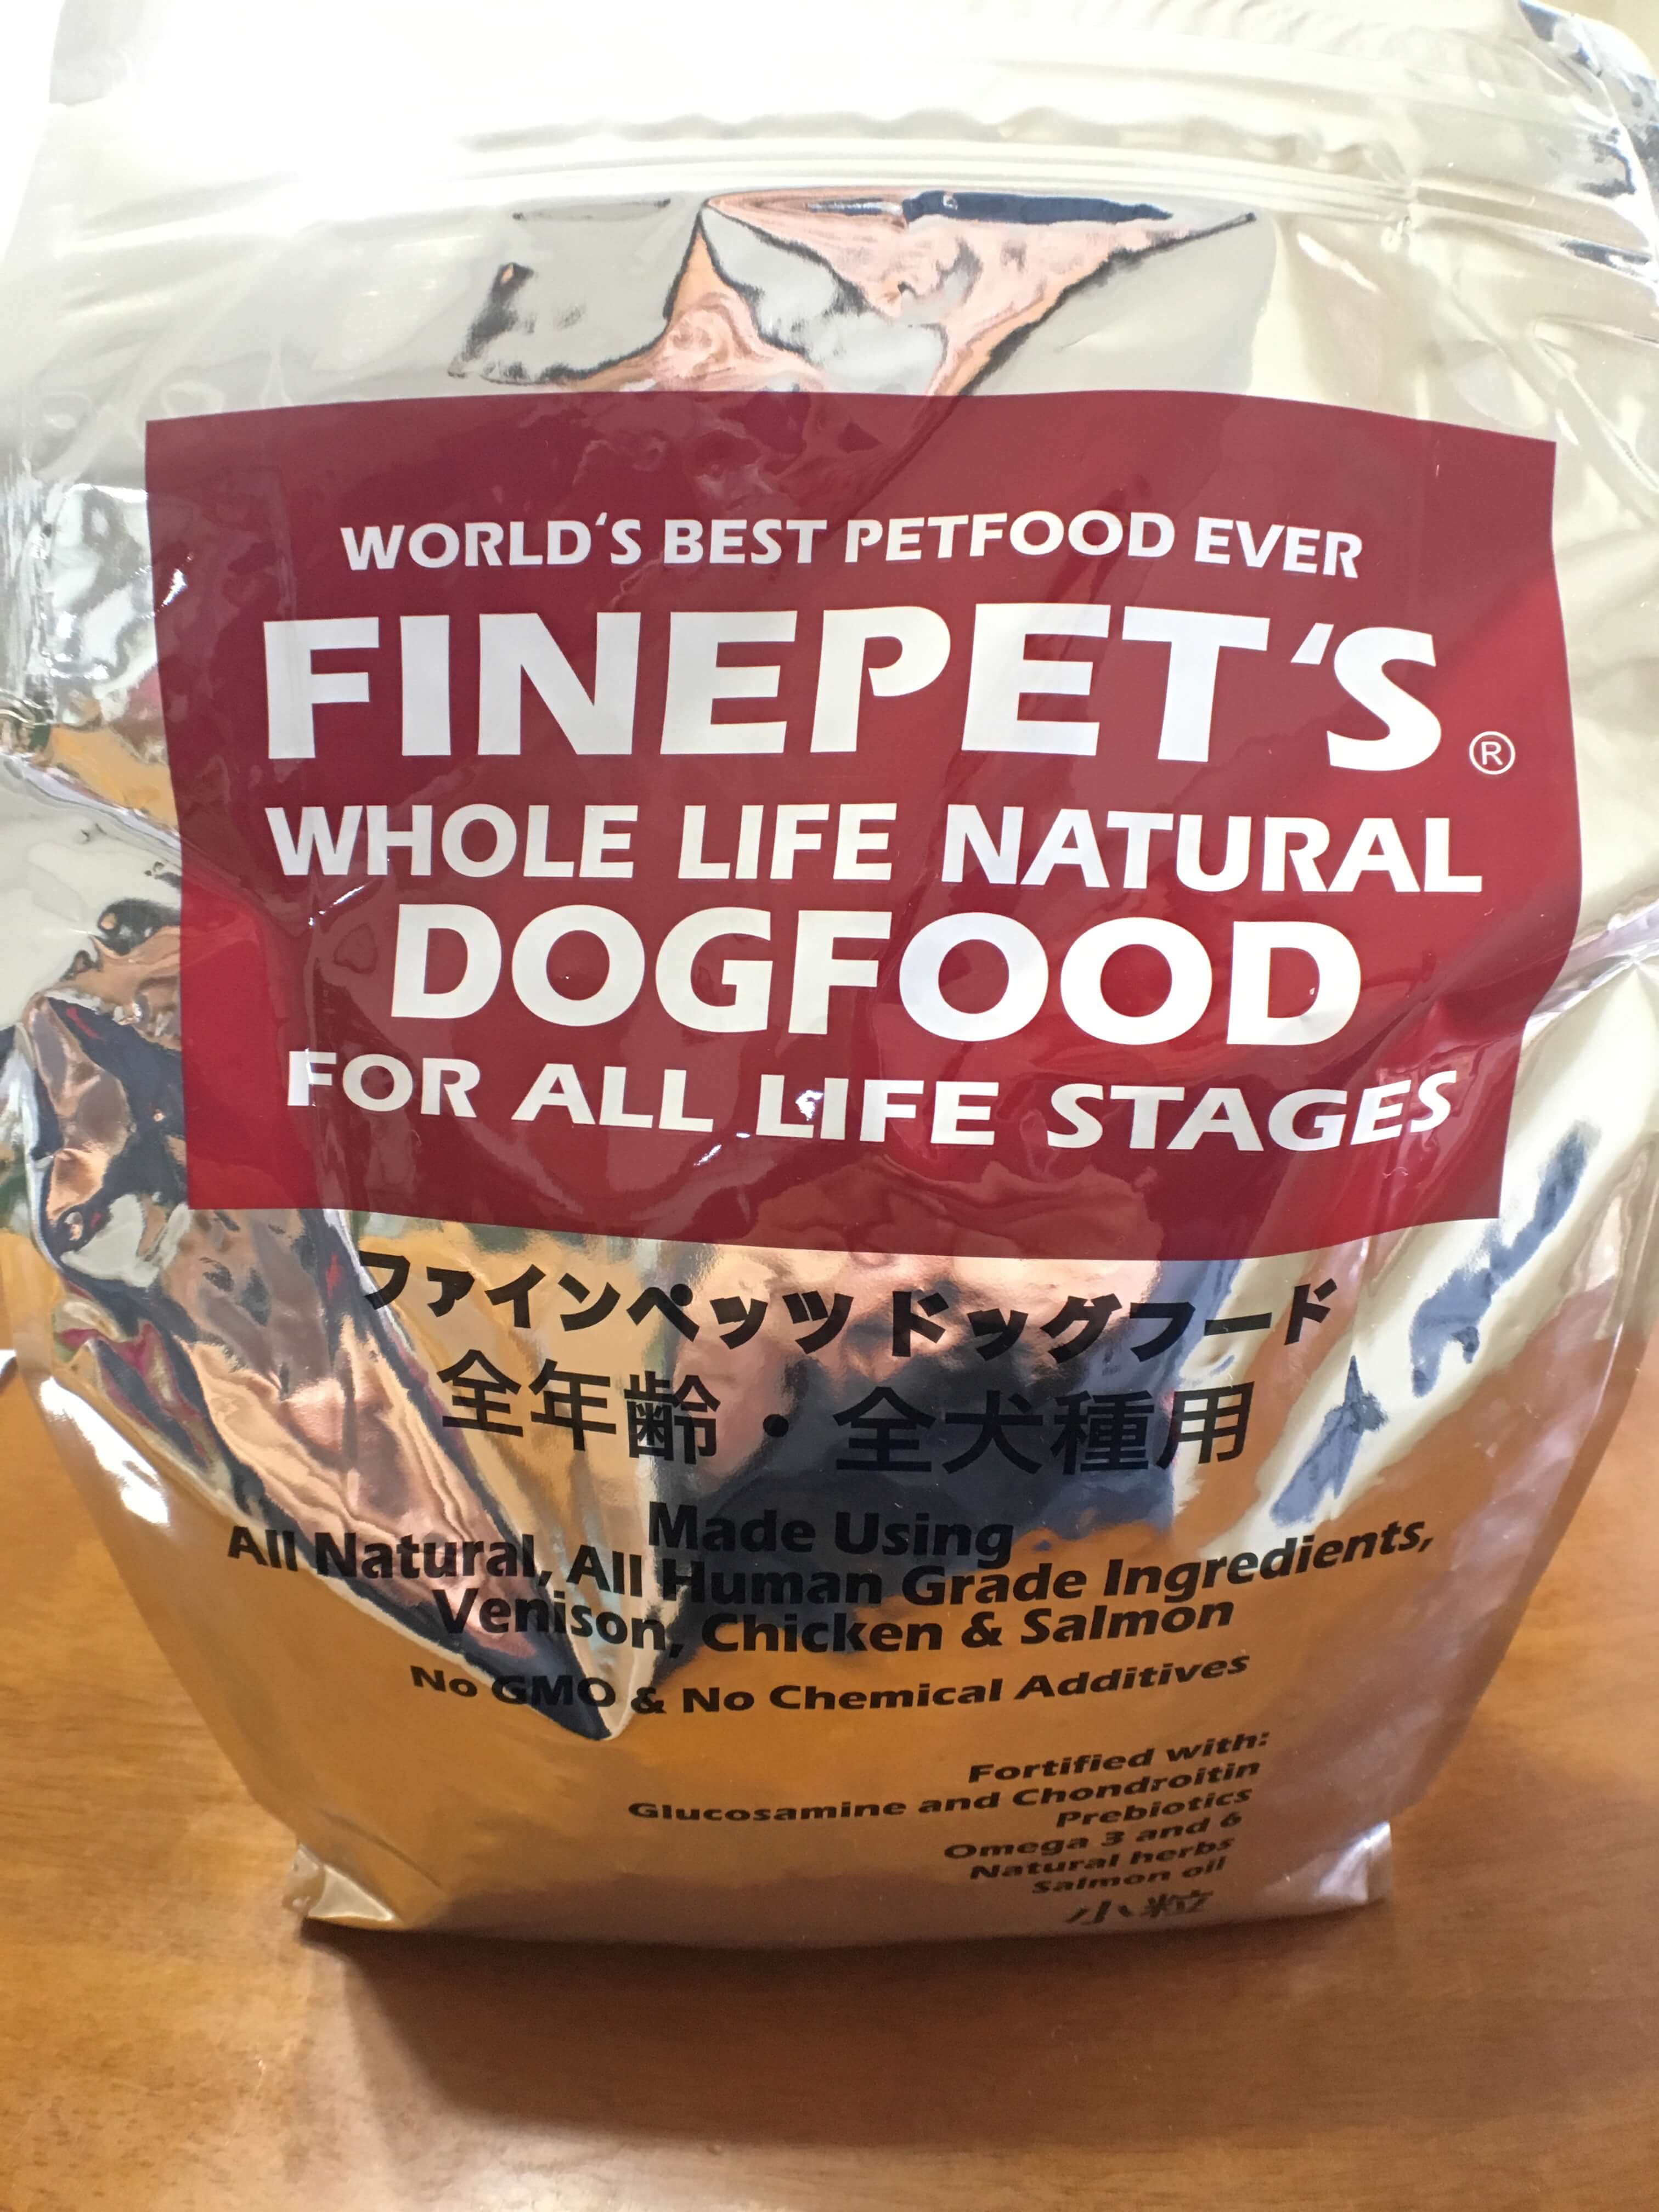 WORLD'S BEST PETFOOD EVER
FINEPET'S®
WHOLE LIFE NATURAL
DOGFOOD
FOR ALL LIFE STAGES
ファインペッツ ドッグフード
全年齢・全犬種用
Made Using
All Natural, All Human Grade Ingredients,
Venison, Chicken & Salmon
No GMO & No Chemical Additives
Fortified with:
Glucosamine and Chondroitin
Prebiotics
Omega 3 and 6
Natural herbs
Salmon oil
小粒